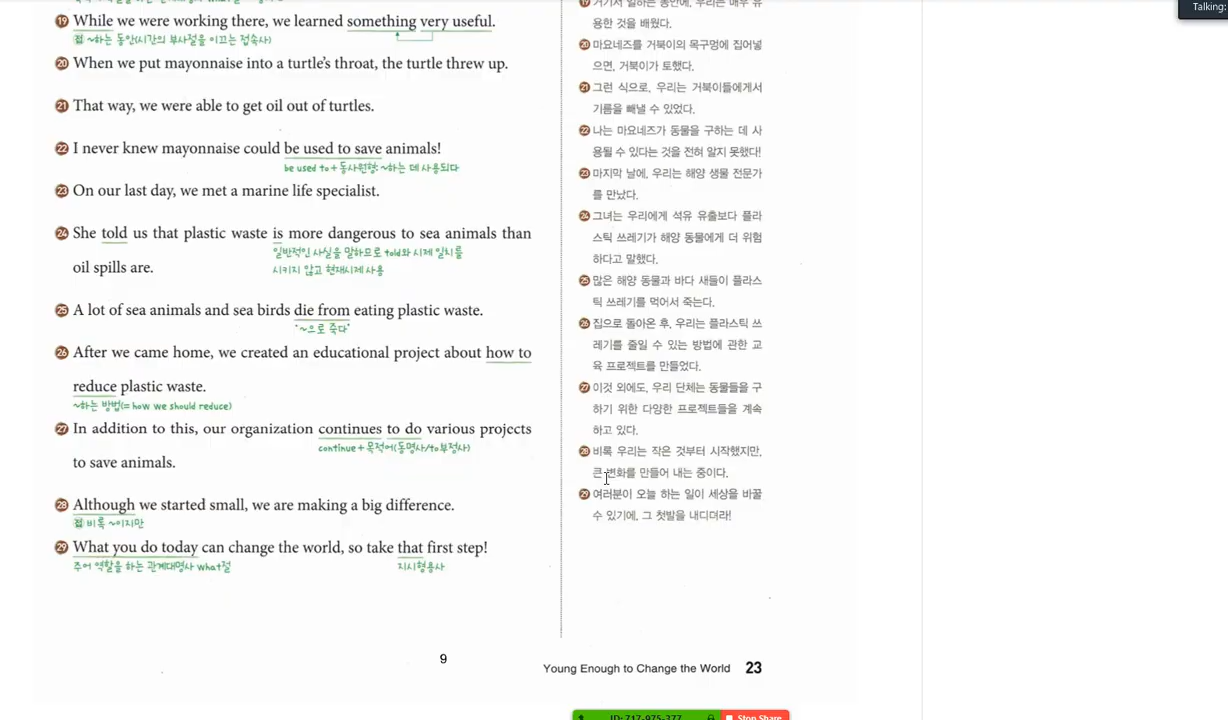 Talking:
19 While we were working there, we learned something very useful.
접 ~하는 동안(시간의 부사절을 이끄는 접속사)
20 When we put mayonnaise into a turtle's throat, the turtle threw up.
21 That way, we were able to get oil out of turtles.
22 I never knew mayonnaise could be used to save animals!
be used to+동사원형: ~하는 데 사용되다
23 On our last day, we met a marine life specialist.
24 She told us that plastic waste is more dangerous to sea animals than
일반적인 사실을 말하므로 told와 시제 일치를
oil spills are.
시키지 않고 현재시제 사용
25 A lot of sea animals and sea birds die from eating plastic waste.
'~으로 죽다'
26 After we came home, we created an educational project about how to
reduce plastic waste.
~하는 방법(= how we should reduce)
27 In addition to this, our organization continues to do various projects
continue+목적어(동명사/to부정사)
to save animals.
28 Although we started small, we are making a big difference.
접 비록 ~이지만
29 What you do today can change the world, so take that first step!
주어 역할을 하는 관계대명사 what절
지시형용사
19 거기서 일하는 동안에, 우리는 매우 유
용한 것을 배웠다.
20 마요네즈를 거북이의 목구멍에 집어넣
으면, 거북이가 토했다.
21 그런 식으로, 우리는 거북이들에게서
기름을 빼낼 수 있었다.
22 나는 마요네즈가 동물을 구하는 데 사
용될 수 있다는 것을 전혀 알지 못했다!
23 마지막 날에, 우리는 해양 생물 전문가
를 만났다.
24 그녀는 우리에게 석유 유출보다 플라
스틱 쓰레기가 해양 동물에게 더 위험
하다고 말했다.
25 많은 해양 동물과 바다 새들이 플라스
틱 쓰레기를 먹어서 죽는다.
26 집으로 돌아온 후, 우리는 플라스틱 쓰
레기를 줄일 수 있는 방법에 관한 교
육 프로젝트를 만들었다.
27 이것 외에도, 우리 단체는 동물들을 구
하기 위한 다양한 프로젝트들을 계속
하고 있다.
28 비록 우리는 작은 것부터 시작했지만,
큰 변화를 만들어 내는 중이다.
29 여러분이 오늘 하는 일이 세상을 바꿀
수 있기에, 그 첫발을 내디뎌라!
9
Young Enough to Change the World 23
ID: 717-975-377
Stop Share